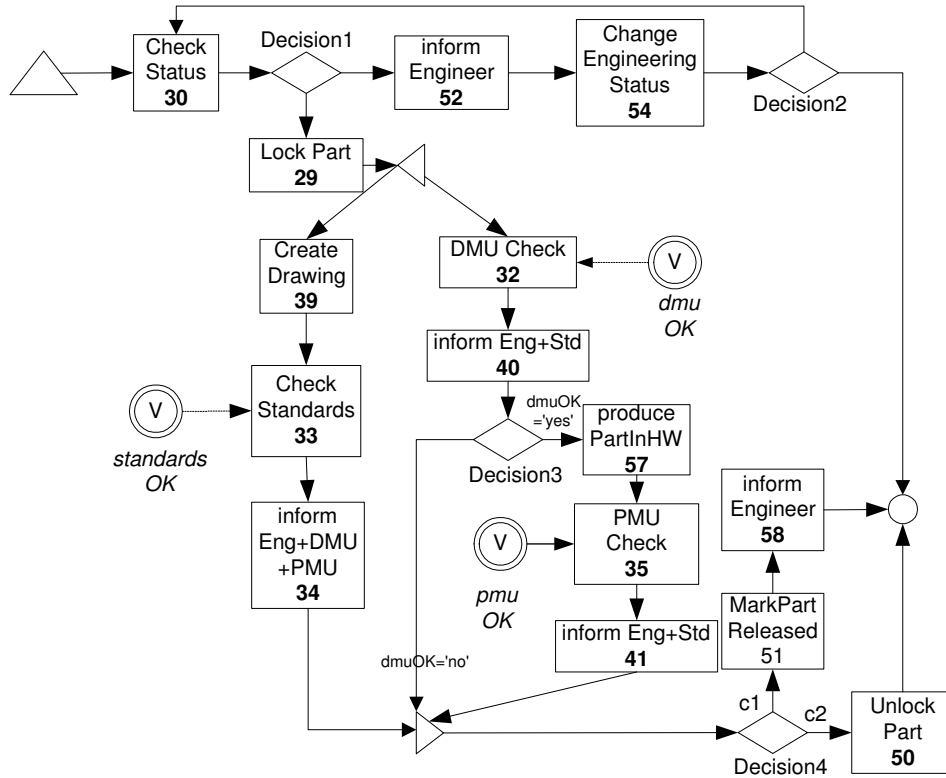 Check
Status
30
Decision1
inform
Engineer
52
Change
Engineering
Status
54
Decision2
Lock Part
29
Create
Drawing
39
DMU Check
32
V
dmu
OK
inform Eng+Std
40
Check
Standards
33
V
standards
OK
dmuOK
='yes'
Decision3
produce
PartInHW
57
inform
Eng+DMU
+PMU
34
V
pmu
OK
PMU
Check
35
inform
Engineer
58
inform Eng+Std
41
MarkPart
Released
51
dmuOK='no'
c1
c2
Decision4
Unlock
Part
50